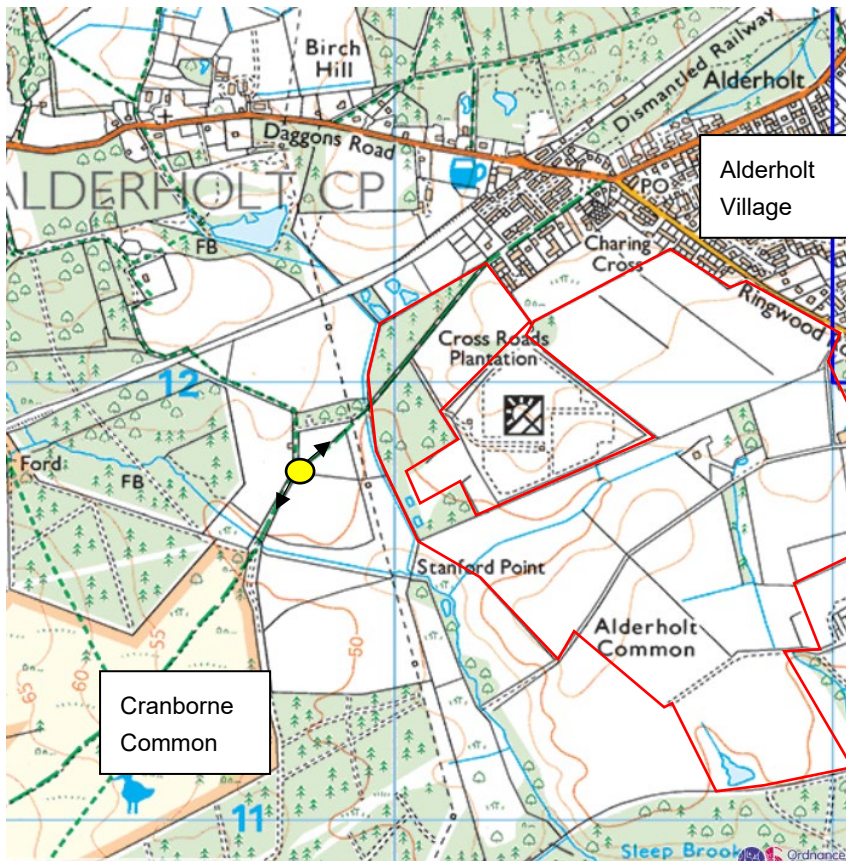 Birch
Hill
Dismantled Railway
Alderholt
Daggons Road
Alderholt
Village
ALDERHOLT CP
PO
FB
Charing
Cross
Ringwood
Cross Roads
Plantation
12
Ford
FB
Stanford Point
Alderholt
Common
50
55
60
65
Cranborne
Common
11
Sleep Brook
Ordnance